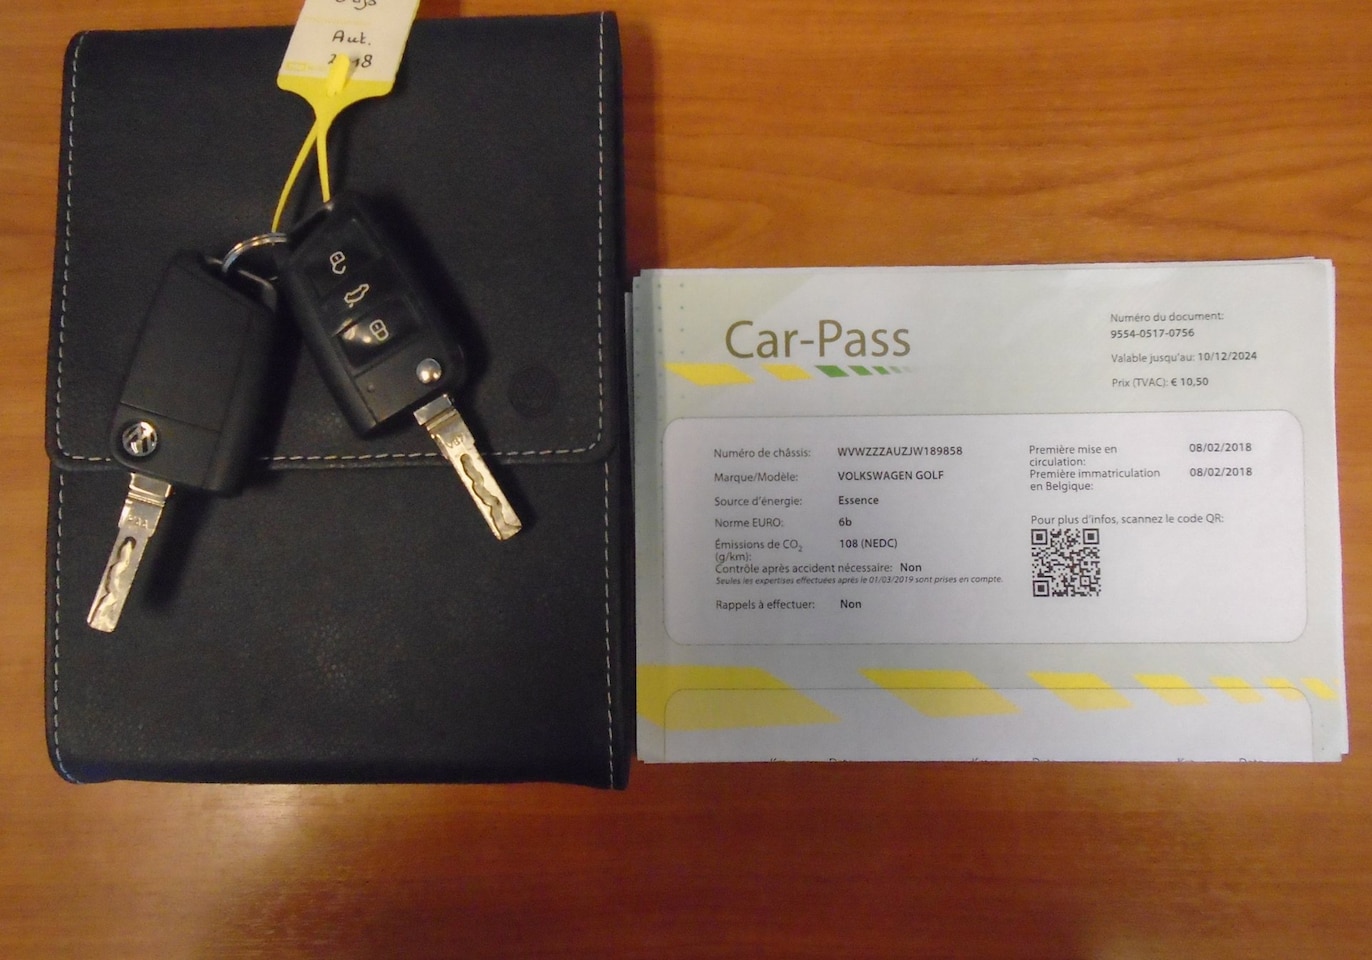 Aut.
2018
Car-Pass
Numéro du document:
9554-0517-0756
Valable jusqu'au: 10/12/2024
Prix (TVAC): € 10,50
Numéro de châssis: WVWZZZAUZJW189858
Marque/Modèle: VOLKSWAGEN GOLF
Source d'énergie: Essence
Norme EURO: 6b
Émissions de CO2 108 (NEDC)
(g/km):
Contrôle après accident nécessaire: Non
Seules les expertises effectuées après le 01/03/2019 sont prises en compte.
Rappels à effectuer: Non
Première mise en 08/02/2018
circulation:
Première immatriculation 08/02/2018
en Belgique:
Pour plus d'infos, scannez le code QR: